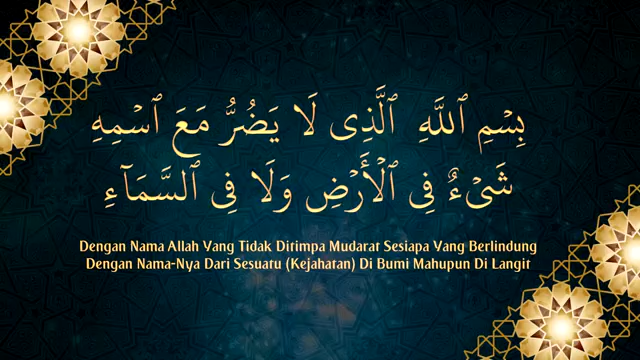 بِسْمِ ٱللَّهِ ٱلَّذِى لَا يَضُرُّ مَعَ ٱسْمِهِ
شَىْءٌ فِى ٱلْأَرْضِ وَلَا فِى ٱلسَّمَآءِ
Dengan Nama Allah Yang Tidak Ditimpa Mudarat Sesiapa Yang Berlindung
Dengan Nama-Nya Dari Sesuatu (Kejahatan) Di Bumi Mahupun Di Langit